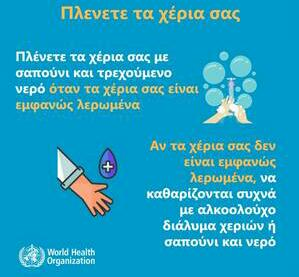 Πλενετε τα χέρια σας
Πλένετε τα χέρια σας με
σαπούνι και τρεχούμενο
νερό όταν τα χέρια σας είναι
εμφανώς λερωμένα
Αν τα χέρια σας δεν
είναι εμφανώς
λερωμένα, να
καθαρίζονται συχνά
με αλκοολούχο
διάλυμα χεριών ή
σαπούνι και νερό
World Health
Organization